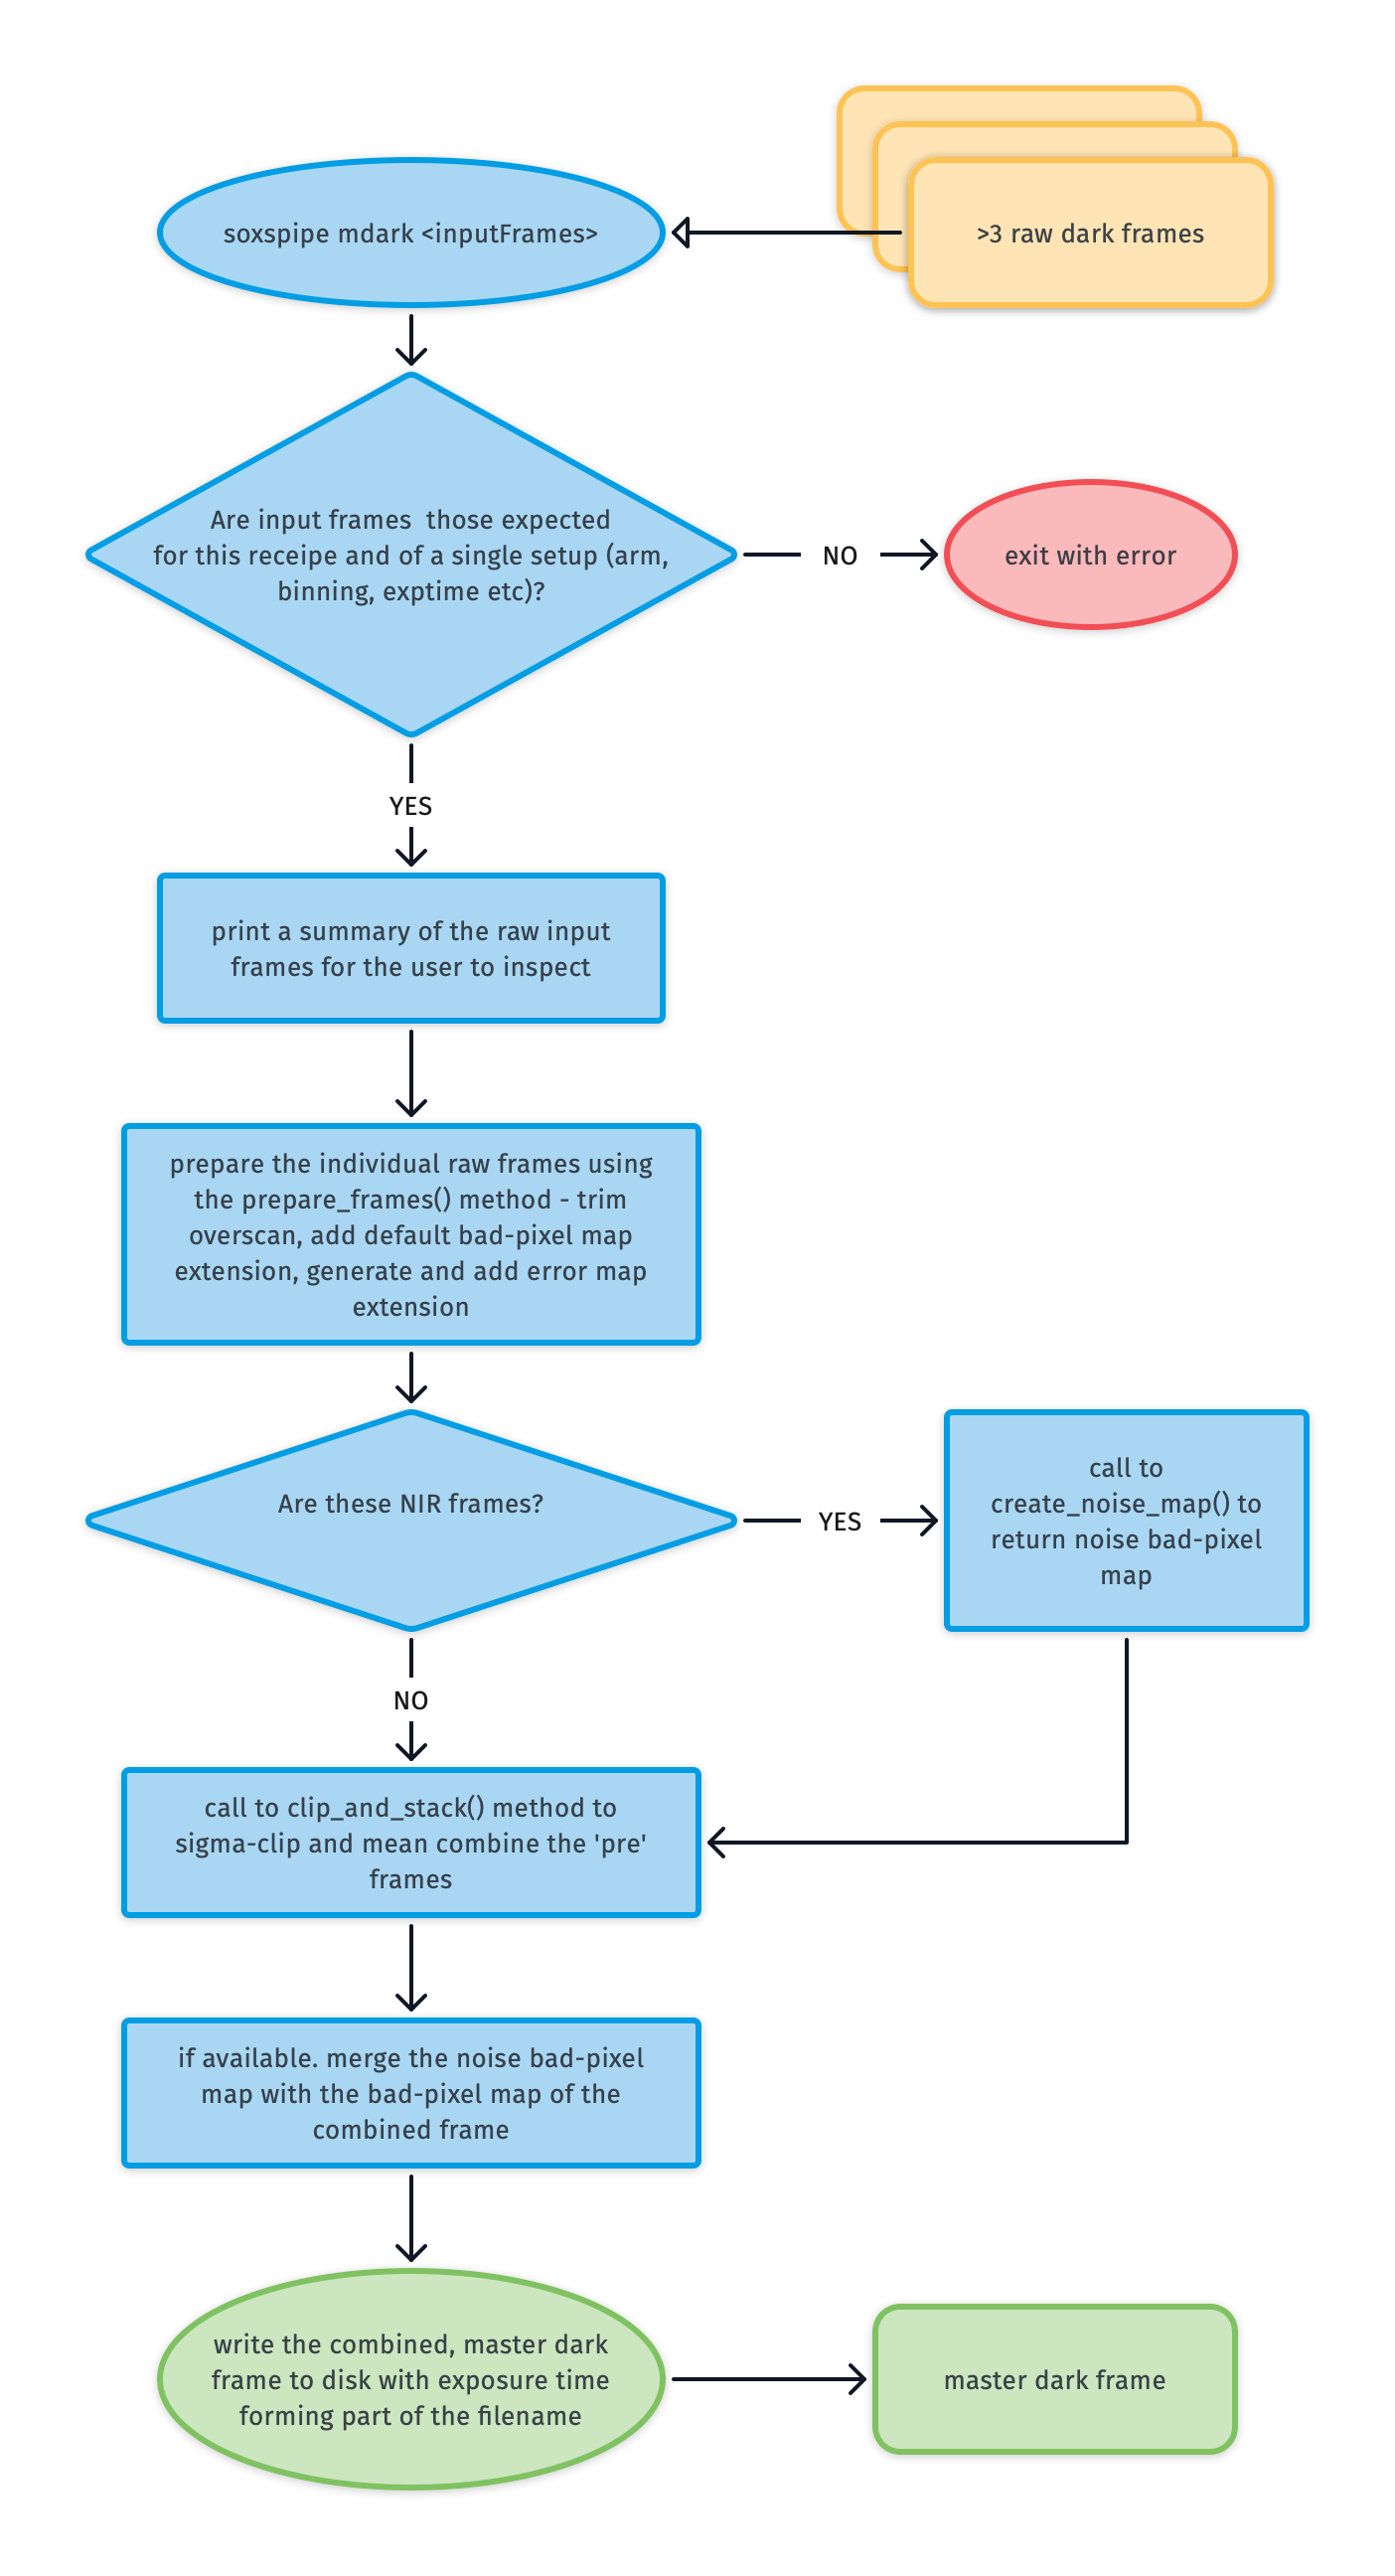 soxspipe mdark <inputFrames>
>3 raw dark frames
Are input frames  those expected
for this receipe and of a single setup (arm,
binning, exptime etc)?
NO
exit with error
YES
print a summary of the raw input
frames for the user to inspect
prepare the individual raw frames using
the prepare_frames() method - trim
overscan, add default bad-pixel map
extension, generate and add error map
extension
Are these NIR frames?
YES
call to
create_noise_map() to
return noise bad-pixel
map
NO
call to clip_and_stack() method to
sigma-clip and mean combine the 'pre'
frames
if available. merge the noise bad-pixel
map with the bad-pixel map of the
combined frame
write the combined, master dark
frame to disk with exposure time
forming part of the filename
master dark frame